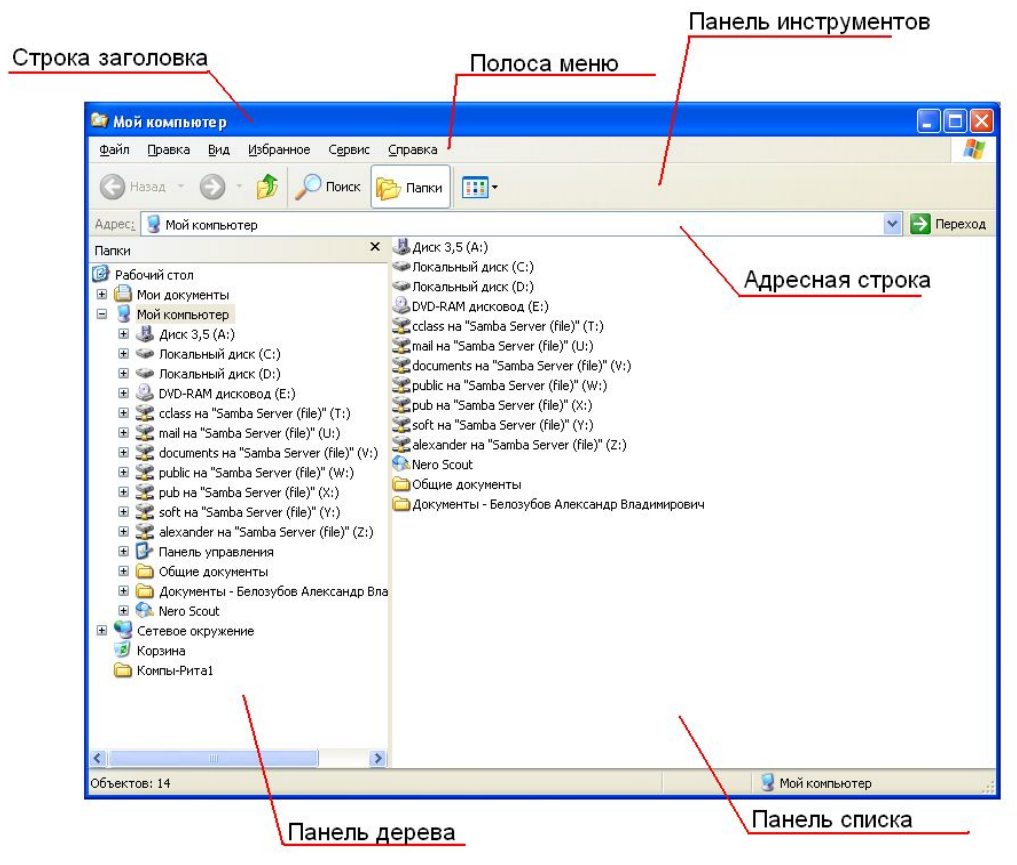 Панель инструментов
Строка заголовка
Полоса меню
Мой компьютер
Файл Правка Вид Избранное Сервис Справка
Назад Поиск Папки
Адрес: Мой компьютер Переход
Папки
Рабочий стол
Мои документы
Мой компьютер
Диск 3,5 (A:)
Локальный диск (C:)
Локальный диск (D:)
DVD-RAM дисковод (E:)
cclass на "Samba Server (file)" (T:)
mail на "Samba Server (file)" (U:)
documents на "Samba Server (file)" (V:)
public на "Samba Server (file)" (W:)
pub на "Samba Server (file)" (X:)
soft на "Samba Server (file)" (Y:)
alexander на "Samba Server (file)" (Z:)
Панель управления
Общие документы
Документы - Белозубов Александр Вла
Nero Scout
Сетевое окружение
Корзина
Компы-Рита1
Диск 3,5 (A:)
Локальный диск (C:)
Локальный диск (D:)
DVD-RAM дисковод (E:)
cclass на "Samba Server (file)" (T:)
mail на "Samba Server (file)" (U:)
documents на "Samba Server (file)" (V:)
public на "Samba Server (file)" (W:)
pub на "Samba Server (file)" (X:)
soft на "Samba Server (file)" (Y:)
alexander на "Samba Server (file)" (Z:)
Nero Scout
Общие документы
Документы - Белозубов Александр Владимирович
Адресная строка
Объектов: 14 Мой компьютер
Панель дерева
Панель списка